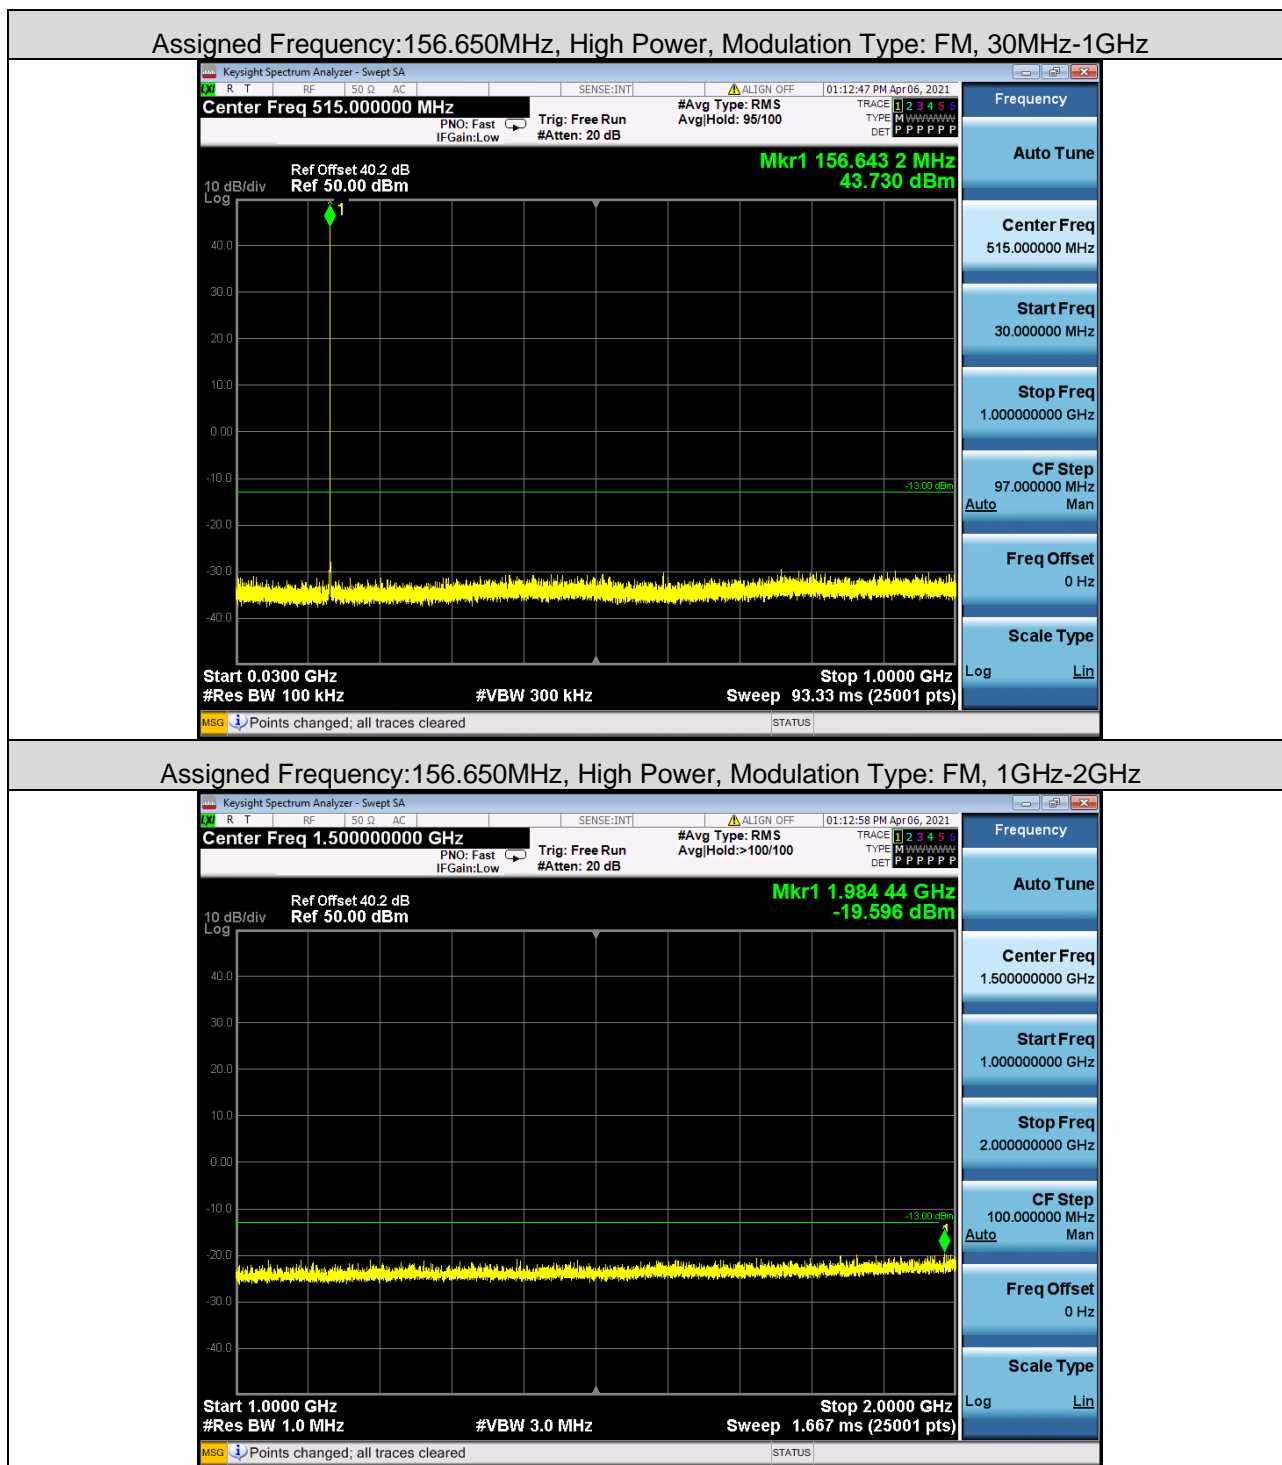 Assigned Frequency:156.650MHz, High Power, Modulation Type: FM, 30MHz-1GHz
Keysight Spectrum Analyzer - Swept SA
LXI R T RF 50 Ω AC SENSE:INT ALIGN OFF 01:12:47 PM Apr 06, 2021
Center Freq 515.000000 MHz
PNO: Fast
IFGain:Low
Trig: Free Run
#Atten: 20 dB
#Avg Type: RMS
Avg|Hold: 95/100
TRACE 1 2 3 4 5 6
TYPE M WWWWW
DET P P P P P P
Mkr1 156.643 2 MHz
43.730 dBm
Ref Offset 40.2 dB
10 dB/div Ref 50.00 dBm
Log
1
40.0
30.0
20.0
10.0
0.00
-10.0
-13.00 dBm
-20.0
-30.0
-40.0
Start 0.0300 GHz Stop 1.0000 GHz
#Res BW 100 kHz #VBW 300 kHz Sweep 93.33 ms (25001 pts)
MSG Points changed; all traces cleared STATUS
Frequency
Auto Tune
Center Freq
515.000000 MHz
Start Freq
30.000000 MHz
Stop Freq
1.000000000 GHz
CF Step
97.000000 MHz
Auto Man
Freq Offset
0 Hz
Scale Type
Log Lin
Assigned Frequency:156.650MHz, High Power, Modulation Type: FM, 1GHz-2GHz
Keysight Spectrum Analyzer - Swept SA
LXI R T RF 50 Ω AC SENSE:INT ALIGN OFF 01:12:58 PM Apr 06, 2021
Center Freq 1.500000000 GHz
PNO: Fast
IFGain:Low
Trig: Free Run
#Atten: 20 dB
#Avg Type: RMS
Avg|Hold:>100/100
TRACE 1 2 3 4 5 6
TYPE M WWWWW
DET P P P P P P
Mkr1 1.984 44 GHz
-19.596 dBm
Ref Offset 40.2 dB
10 dB/div Ref 50.00 dBm
Log
40.0
30.0
20.0
10.0
0.00
-10.0
-13.00 dBm
1
-20.0
-30.0
-40.0
Start 1.0000 GHz Stop 2.0000 GHz
#Res BW 1.0 MHz #VBW 3.0 MHz Sweep 1.667 ms (25001 pts)
MSG Points changed; all traces cleared STATUS
Frequency
Auto Tune
Center Freq
1.500000000 GHz
Start Freq
1.000000000 GHz
Stop Freq
2.000000000 GHz
CF Step
100.000000 MHz
Auto Man
Freq Offset
0 Hz
Scale Type
Log Lin